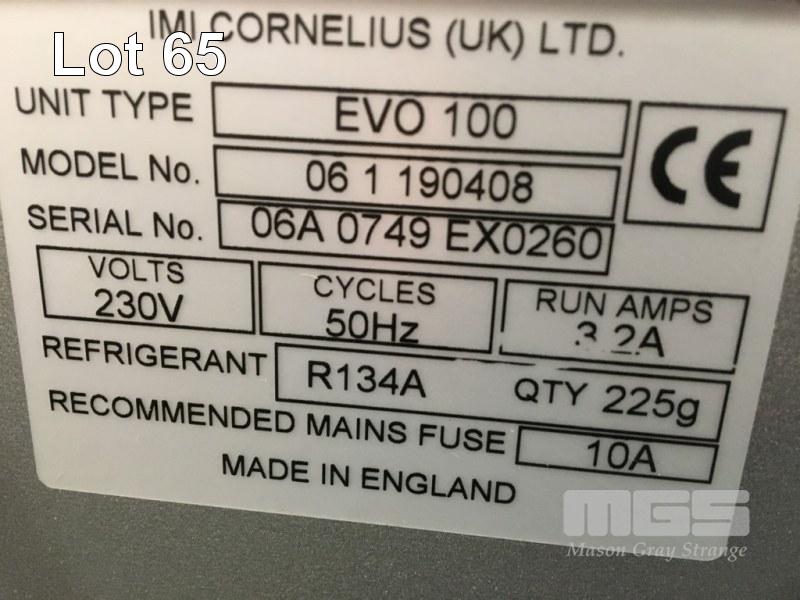 Lot 65
IMI CORNELIUS (UK) LTD.
UNIT TYPE EVO 100
MODEL No. 06 1 190408
CE
SERIAL No. 06A 0749 EX0260
VOLTS CYCLES RUN AMPS
230V 50Hz 3.2A
REFRIGERANT R134A QTY 225g
RECOMMENDED MAINS FUSE 10A
MADE IN ENGLAND
MGS
Mason Gray Strange